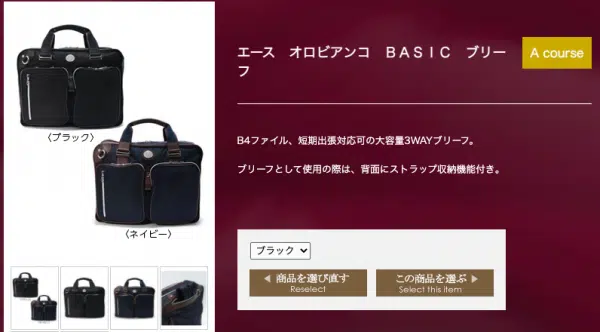 エース　オロビアンコ　ＢＡＳＩＣ　ブリー
フ
A course
〈ブラック〉
〈ネイビー〉
B4ファイル、短期出張対応可の大容量3WAYブリーフ。
ブリーフとして使用の際は、背面にストラップ収納機能付き。
ブラック
商品を選び直す
Reselect
この商品を選ぶ
Select this item